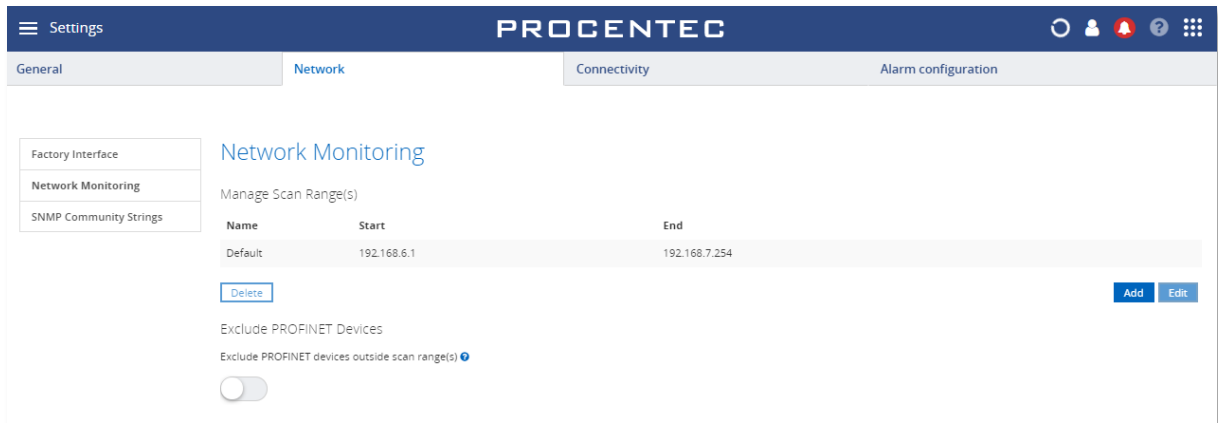 Settings
PROCENTEC
General Network Connectivity Alarm configuration
Factory Interface
Network Monitoring
SNMP Community Strings
Network Monitoring
Manage Scan Range(s)
Name Start End
Default 192.168.6.1 192.168.7.254
Delete Add Edit
Exclude PROFINET Devices
Exclude PROFINET devices outside scan range(s) ?